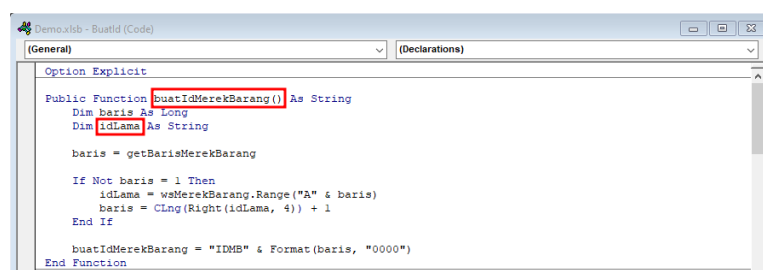 Demo.xlsb - BuatId (Code)
(General) (Declarations)
Option Explicit
Public Function buatIdMerekBarang() As String
Dim baris As Long
Dim idLama As String
baris = getBarisMerekBarang
If Not baris = 1 Then
idLama = wsMerekBarang.Range("A" & baris)
baris = CLng(Right(idLama, 4)) + 1
End If
buatIdMerekBarang = "IDMB" & Format(baris, "0000")
End Function